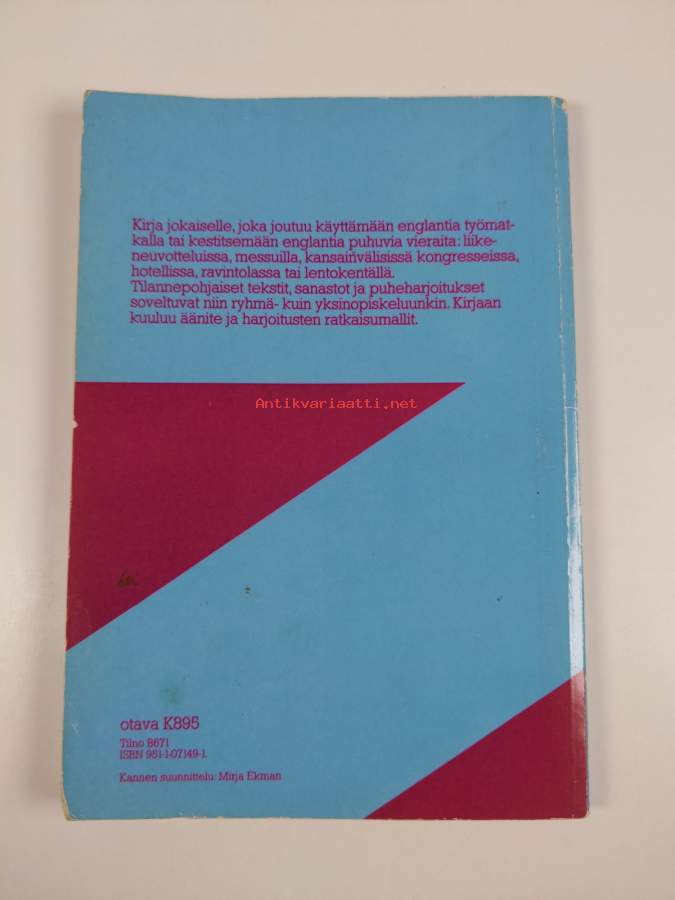 Kirja jokaiselle, joka joutuu käyttämään englantia työmat-
kalla tai kestitsemään englantia puhuvia vieraita: liike-
neuvotteluissa, messuilla, kansainvälisissä kongresseissa,
hotellissa, ravintolassa tai lentokentällä.
Tilannepohjaiset tekstit, sanastot ja puheharjoitukset
soveltuvat niin ryhmä- kuin yksinopiskeluunkin. Kirjaan
kuuluu äänite ja harjoitusten ratkaisumallit.
Antikvariaatti.net
otava K895
Tiino 8671
ISBN 951-1-07149-1.
Kannen suunnittelu: Mirja Ekman